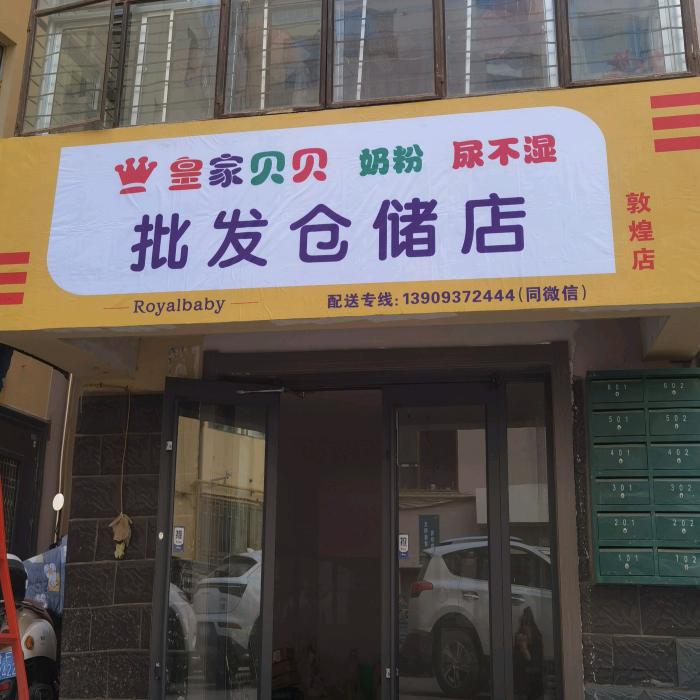 皇家贝贝 奶粉 尿不湿
批发仓储店
敦煌店
Royalbaby
配送专线:13909372444(同微信)
601 602
501 502
401 402
301 302
201 202
101 102